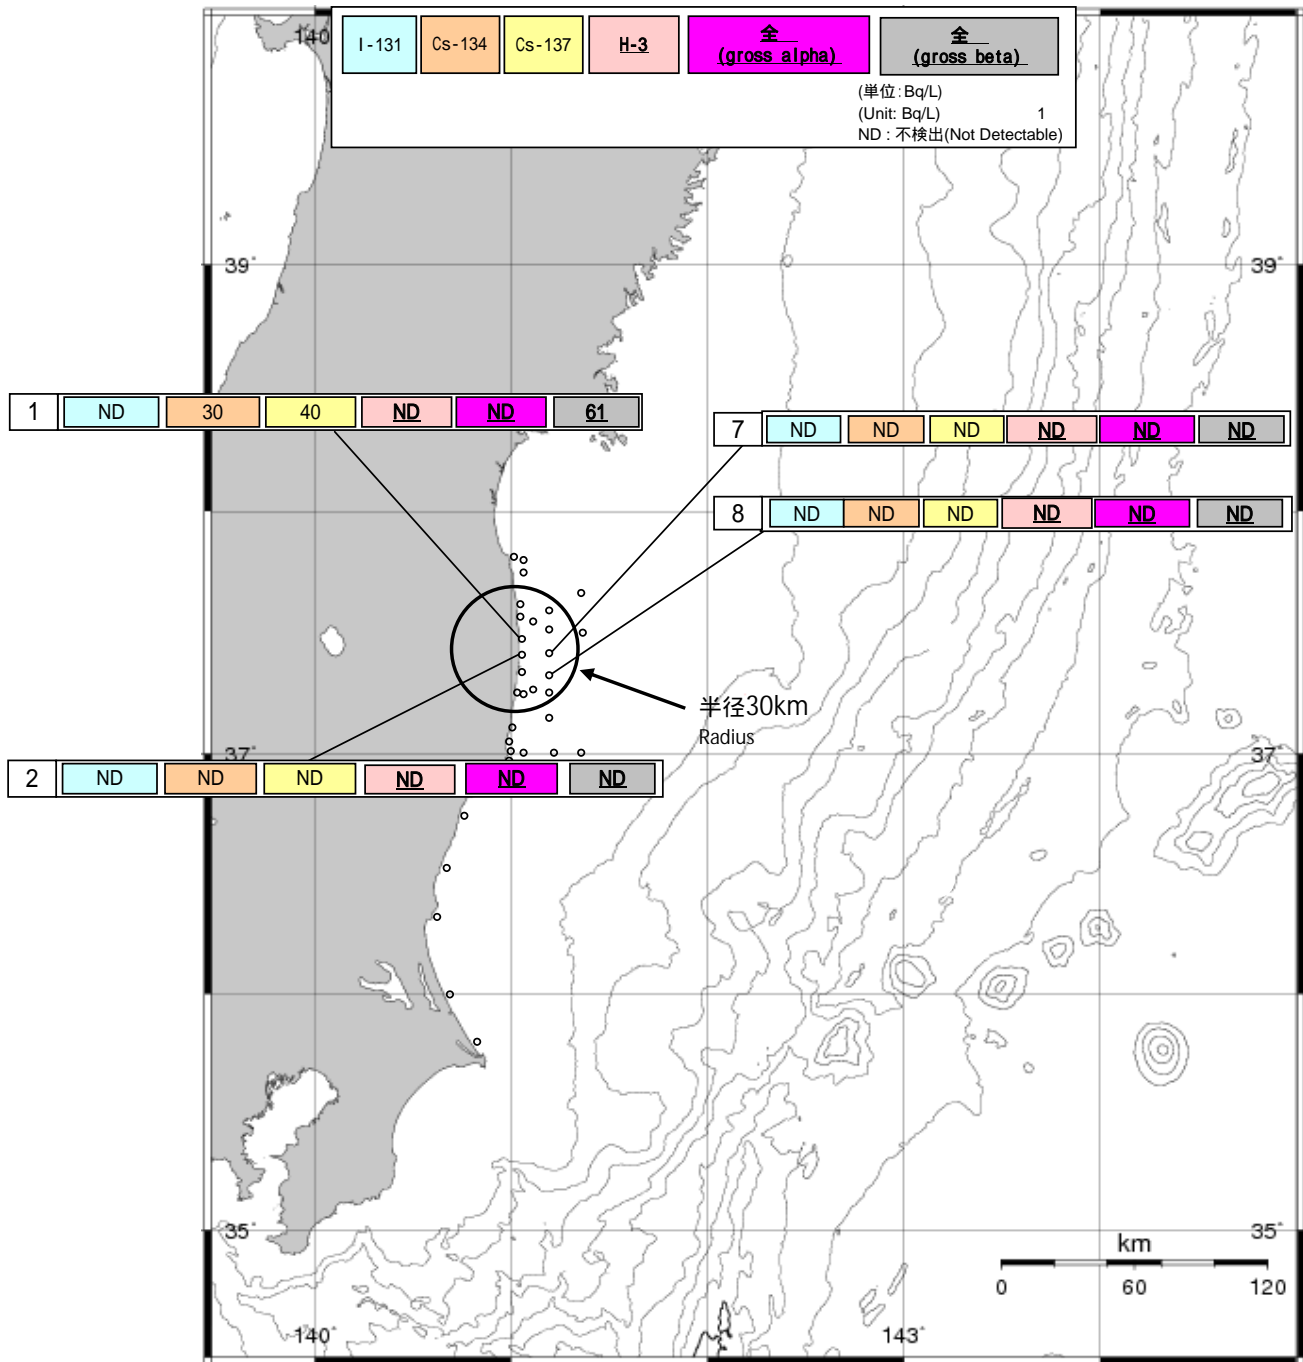 140
I-131 Cs-134 Cs-137 H-3 全 (gross alpha) 全 (gross beta)
(単位:Bq/L)
(Unit: Bq/L) 1
ND : 不検出(Not Detectable)
39° 39°
1 ND 30 40 ND ND 61
7 ND ND ND ND ND ND
8 ND ND ND ND ND ND
半径30km
Radius
37° 37°
2 ND ND ND ND ND ND
35° 35°
km
0 60 120
140° 143°